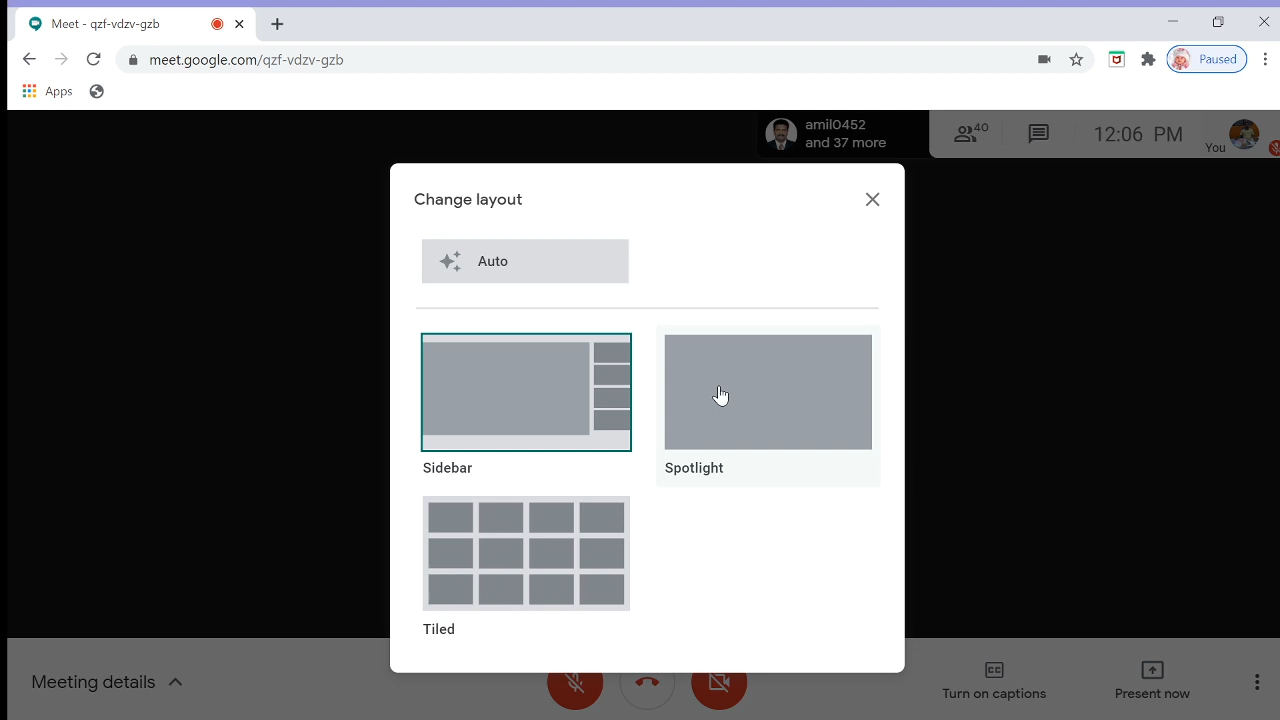 Meet - qzf-vdzv-gzb
meet.google.com/qzf-vdzv-gzb
Paused
Apps
amil0452
and 37 more
40
12:06 PM
You
Change layout
Auto
Sidebar
Spotlight
Tiled
Meeting details
CC
Turn on captions
Present now